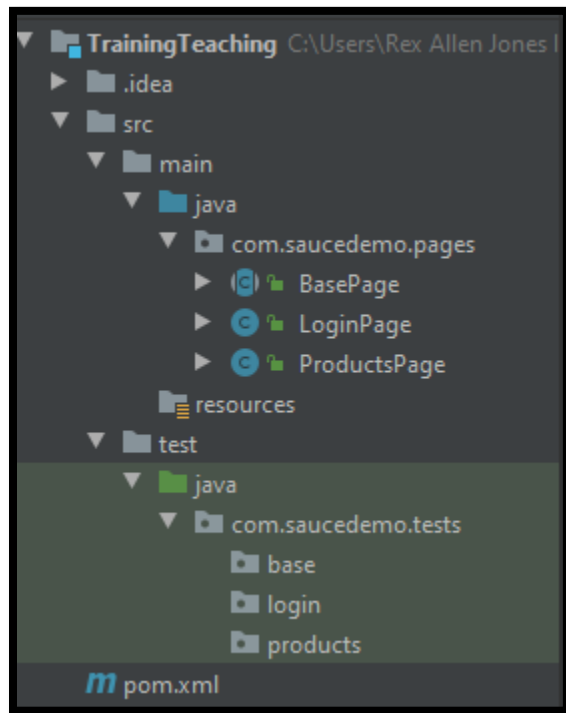 TrainingTeaching C:\Users\Rex Allen Jones I
.idea
src
main
java
com.saucedemo.pages
C BasePage
C LoginPage
C ProductsPage
resources
test
java
com.saucedemo.tests
base
login
products
m pom.xml